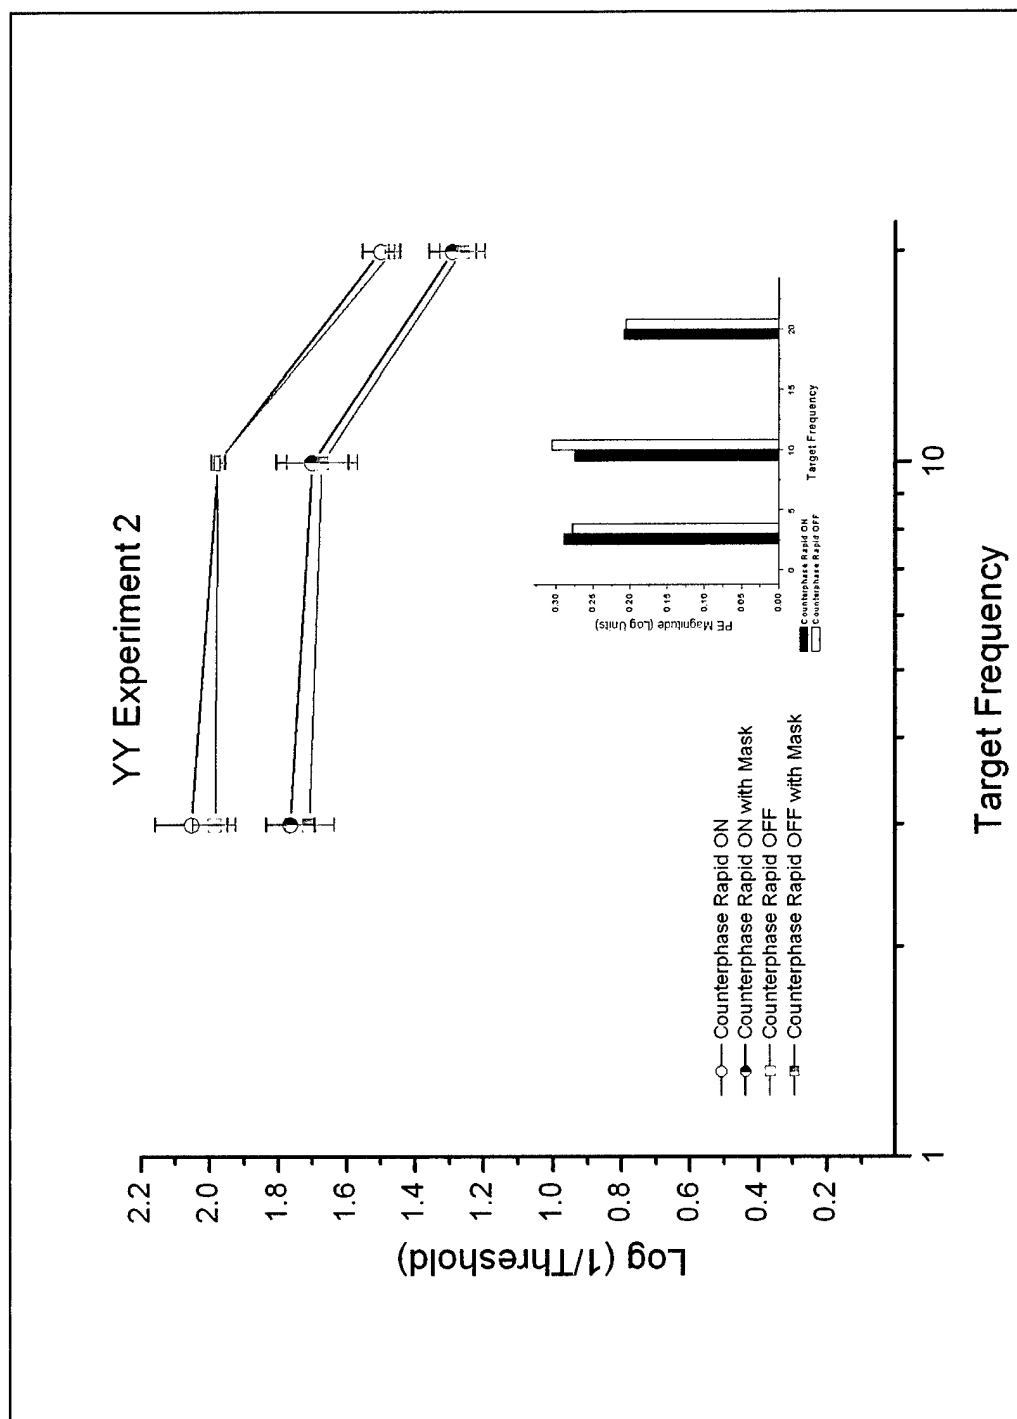 YY Experiment 2
2.2
2.0
1.8
1.6
1.4
1.2
1.0
0.8
0.6
0.4
0.2
Log (1/Threshold)
Counterphase Rapid ON
Counterphase Rapid ON with Mask
Counterphase Rapid OFF
Counterphase Rapid OFF with Mask
0.30
0.25
0.20
0.15
0.10
0.05
0.00
PE Magnitude (Log Units)
0
5
10
15
20
Target Frequency
Counterphase Rapid ON
Counterphase Rapid OFF
1
10
Target Frequency